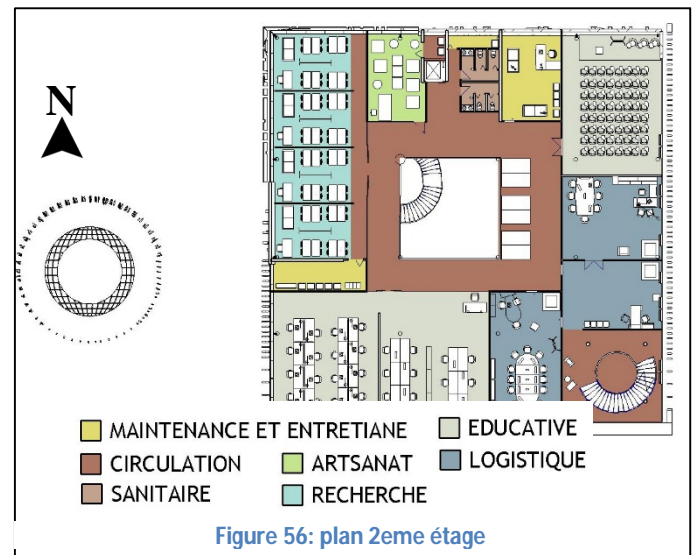 N
MAINTENANCE ET ENTRETIANE
EDUCATIVE
CIRCULATION
ARTSANAT
LOGISTIQUE
SANITAIRE
RECHERCHE
Figure 56: plan 2eme étage